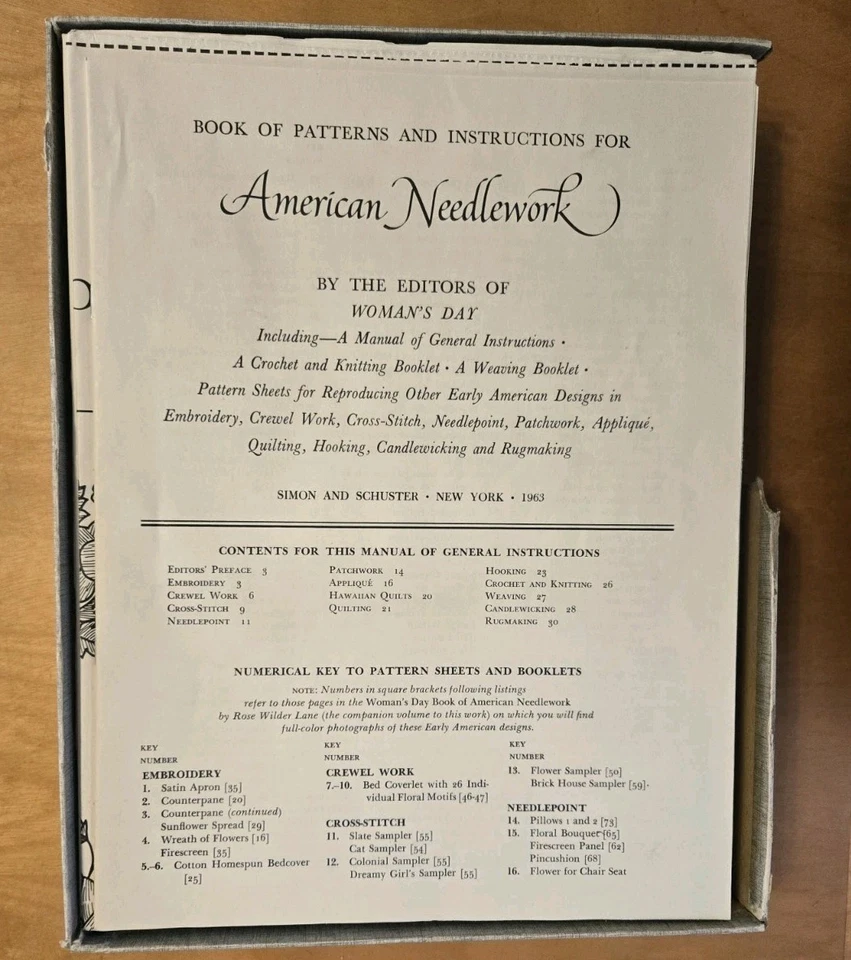 BOOK OF PATTERNS AND INSTRUCTIONS FOR
American Needlework
BY THE EDITORS OF
WOMAN'S DAY
Including—A Manual of General Instructions •
A Crochet and Knitting Booklet • A Weaving Booklet •
Pattern Sheets for Reproducing Other Early American Designs in
Embroidery, Crewel Work, Cross-Stitch, Needlepoint, Patchwork, Appliqué,
Quilting, Hooking, Candlewicking and Rugmaking
SIMON AND SCHUSTER • NEW YORK • 1963
CONTENTS FOR THIS MANUAL OF GENERAL INSTRUCTIONS
EDITORS' PREFACE 3
EMBROIDERY 3
CREWEL WORK 6
CROSS-STITCH 9
NEEDLEPOINT 11
PATCHWORK 14
APPLIQUÉ 16
HAWAIIAN QUILTS 20
QUILTING 21
HOOKING 23
CROCHET AND KNITTING 26
WEAVING 27
CANDLEWICKING 28
RUGMAKING 30
NUMERICAL KEY TO PATTERN SHEETS AND BOOKLETS
NOTE: Numbers in square brackets following listings
refer to those pages in the Woman's Day Book of American Needlework
by Rose Wilder Lane (the companion volume to this work) on which you will find
full-color photographs of these Early American designs.
KEY
NUMBER
EMBROIDERY
1. Satin Apron [35]
2. Counterpane [20]
3. Counterpane (continued)
Sunflower Spread [29]
4. Wreath of Flowers [16]
Firescreen [35]
5.–6. Cotton Homespun Bedcover
[25]
KEY
NUMBER
CREWEL WORK
7.–10. Bed Coverlet with 26 Indi-
vidual Floral Motifs [46-47]
CROSS-STITCH
11. Slate Sampler [55]
Cat Sampler [54]
12. Colonial Sampler [55]
Dreamy Girl's Sampler [55]
KEY
NUMBER
13. Flower Sampler [50]
Brick House Sampler [59]
NEEDLEPOINT
14. Pillows 1 and 2 [73]
15. Floral Bouquet [65]
Firescreen Panel [62]
Pincushion [68]
16. Flower for Chair Seat